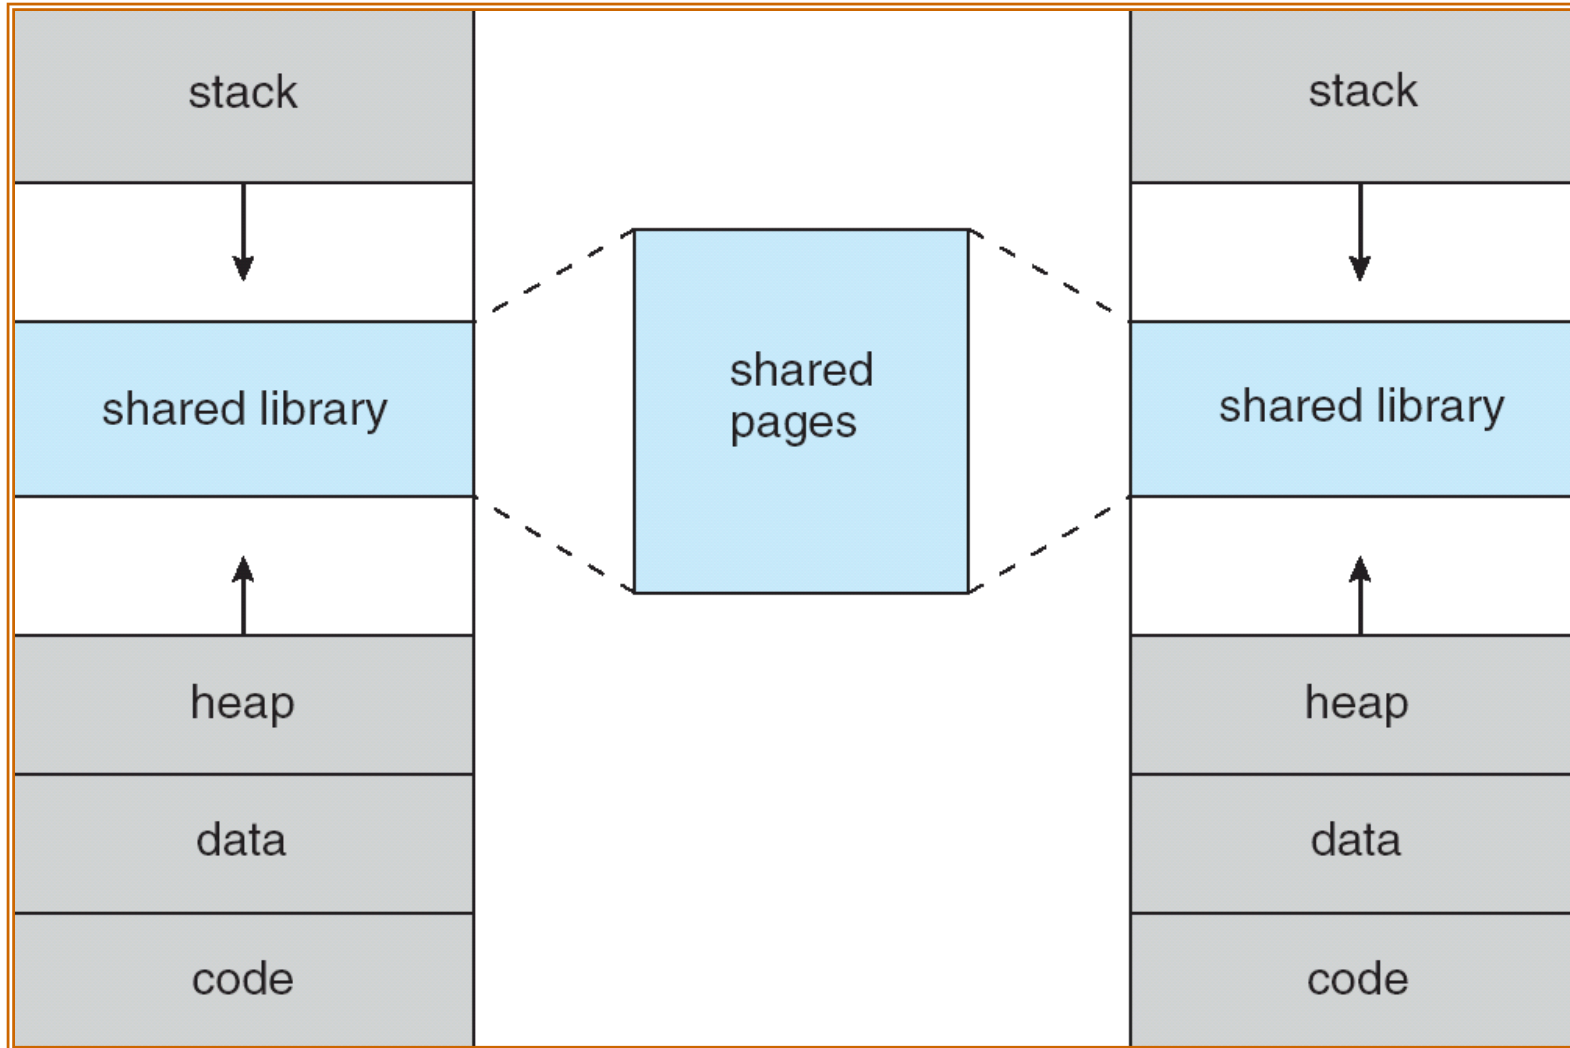 stack
shared library
heap
data
code
shared
pages
stack
shared library
heap
data
code